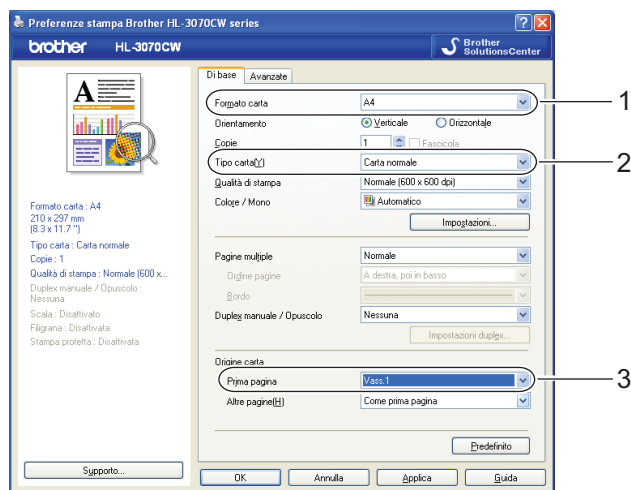 Preferenze stampa Brother HL-3070CW series
brother HL-3070CW
Brother
SolutionsCenter
Di base Avanzate
Formato carta A4 1
Orientamento Verticale Orizzontale
Copie 1 Fascicola
Tipo carta(Y) Carta normale 2
Qualità di stampa Normale (600 x 600 dpi)
Colore / Mono Automatico
Impostazioni...
Pagine multiple Normale
Ordine pagine A destra, poi in basso
Bordo
Duplex manuale / Opuscolo Nessuna
Impostazioni duplex...
Origine carta
Prima pagina Vass.1 3
Altre pagine(H) Come prima pagina
Predefinito
A
Formato carta : A4
210 x 297 mm
(8.3 x 11.7 ")
Tipo carta : Carta normale
Copie : 1
Qualità di stampa : Normale (600 x...
Duplex manuale / Opuscolo :
Nessuna
Scala : Disattivato
Filigrana : Disattivata
Stampa protetta : Disattivata
Supporto...
OK Annulla Applica Guida